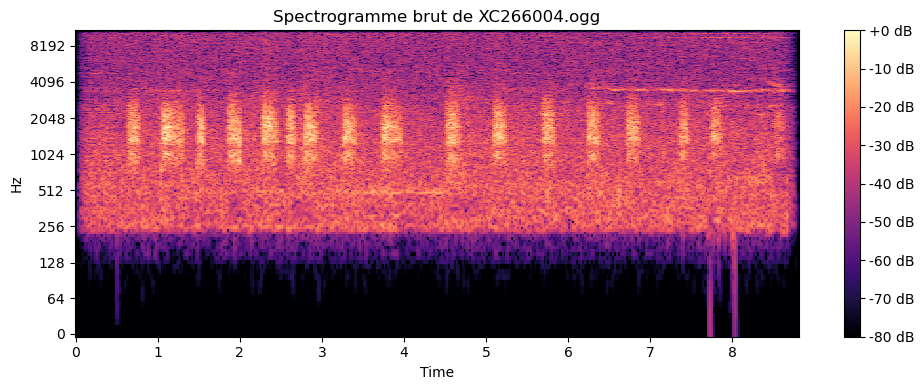 Spectrogramme brut de XC266004.ogg
8192
4096
2048
1024
512
256
128
64
0
Hz
0 1 2 3 4 5 6 7 8
Time
+0 dB
-10 dB
-20 dB
-30 dB
-40 dB
-50 dB
-60 dB
-70 dB
-80 dB